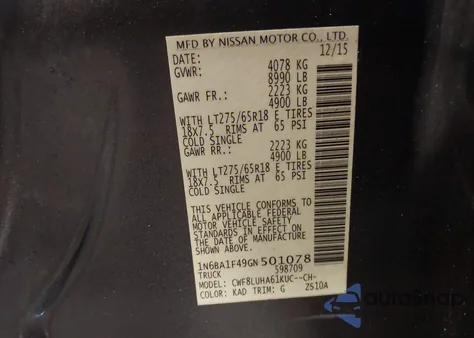 MFD BY NISSAN MOTOR CO., LTD.
DATE: 12/15
GVWR: 4078 KG
8990 LB
GAWR FR.: 2223 KG
4900 LB
WITH LT275/65R18 E TIRES
18X7.5 RIMS AT 65 PSI
COLD SINGLE
GAWR RR.: 2223 KG
4900 LB
WITH LT275/65R18 E TIRES
18X7.5 RIMS AT 65 PSI
COLD SINGLE
THIS VEHICLE CONFORMS TO
ALL APPLICABLE FEDERAL
MOTOR VEHICLE SAFETY
STANDARDS IN EFFECT ON
THE DATE OF MANUFACTURE
SHOWN ABOVE.
1N6BA1F49GN501078
TRUCK 598709
MODEL: CWF8LUHA61KUC--CH-
COLOR: KAD TRIM: G ZS10A
autoSnap